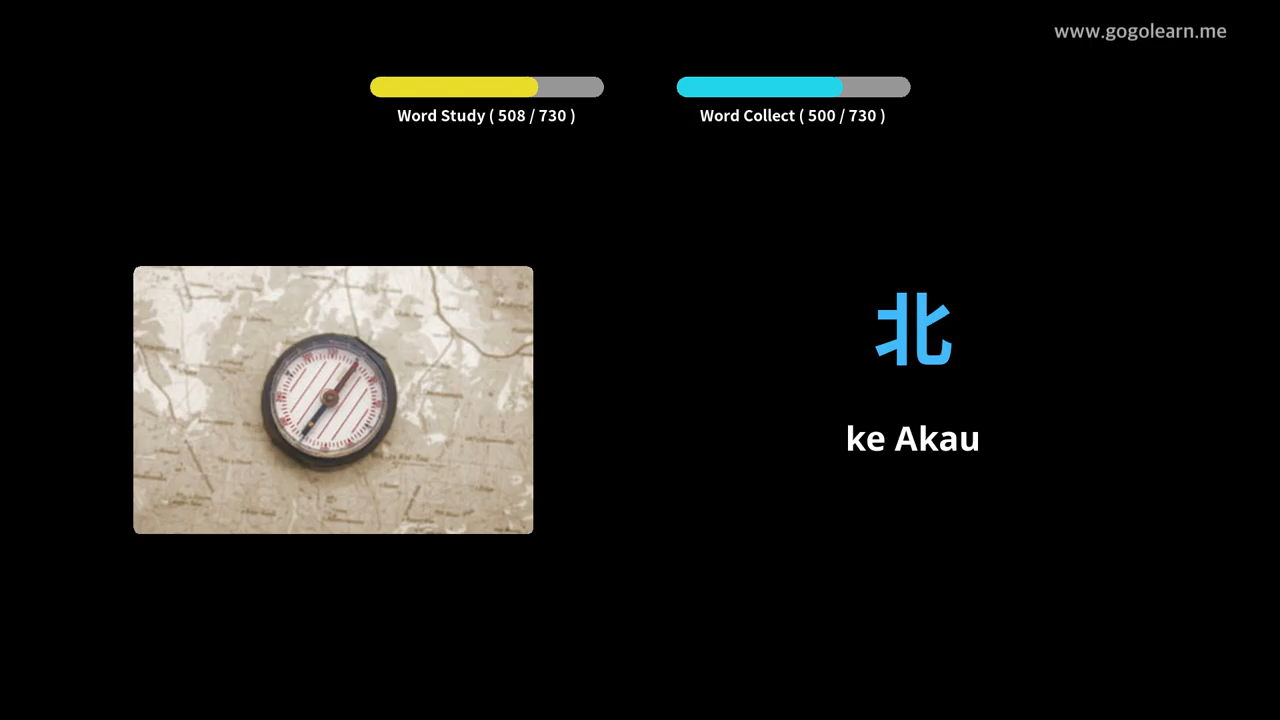 www.gogolearn.me
Word Study ( 508 / 730 )
Word Collect ( 500 / 730 )
北
ke Akau